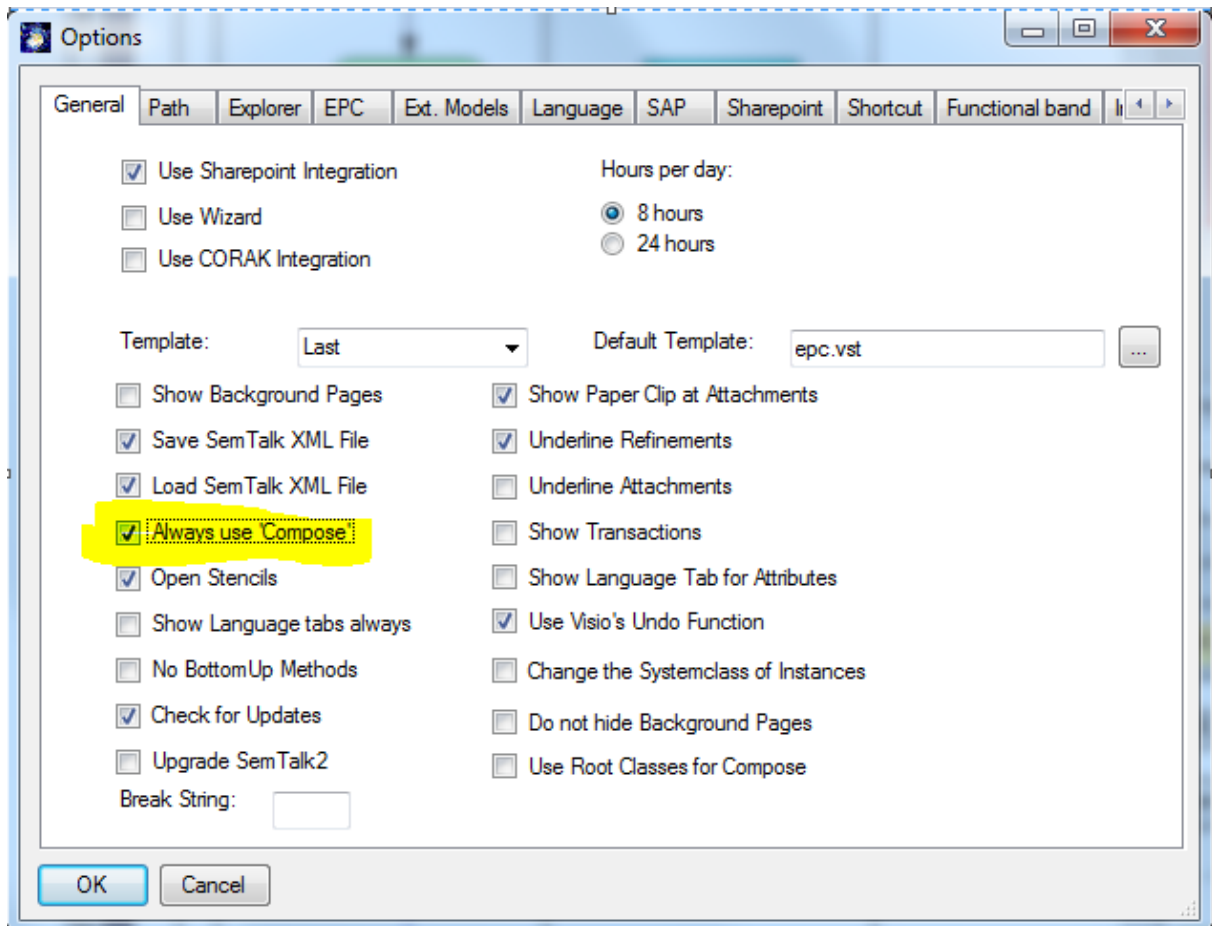 Options
General Path Explorer EPC Ext. Models Language SAP Sharepoint Shortcut Functional band
Use Sharepoint Integration
Use Wizard
Use CORAK Integration
Hours per day:
8 hours
24 hours
Template: Last Default Template: epc.vst ...
Show Background Pages
Save SemTalk XML File
Load SemTalk XML File
Always use 'Compose'
Open Stencils
Show Language tabs always
No BottomUp Methods
Check for Updates
Upgrade SemTalk2
Break String:
Show Paper Clip at Attachments
Underline Refinements
Underline Attachments
Show Transactions
Show Language Tab for Attributes
Use Visio's Undo Function
Change the Systemclass of Instances
Do not hide Background Pages
Use Root Classes for Compose
OK Cancel